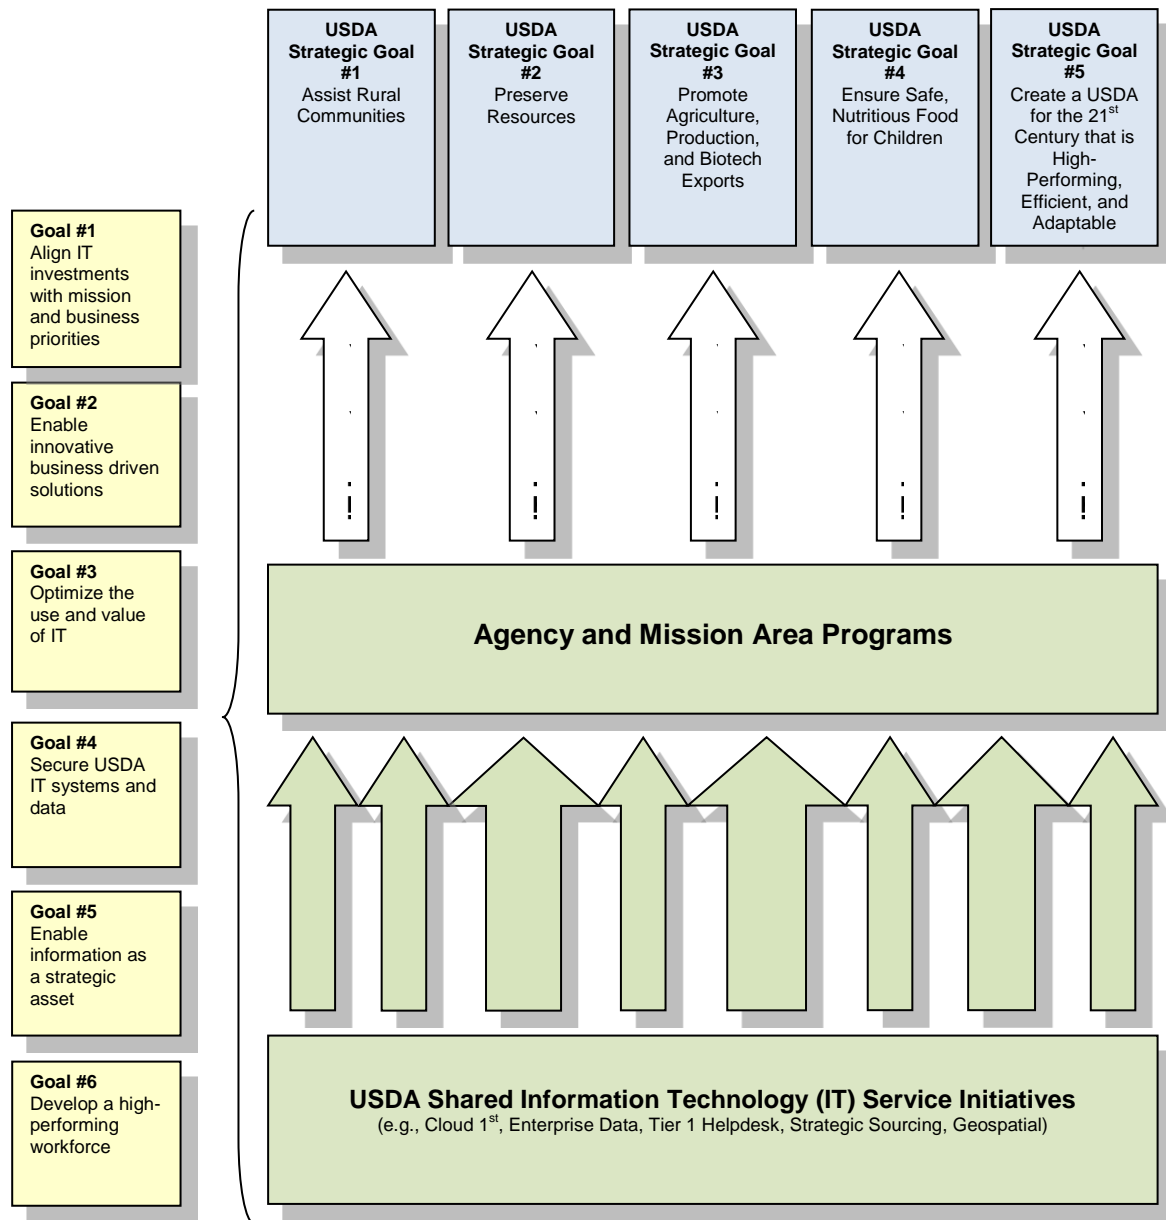 USDA
Strategic Goal
#1
Assist Rural
Communities
USDA
Strategic Goal
#2
Preserve
Resources
USDA
Strategic Goal
#3
Promote
Agriculture,
Production,
and Biotech
Exports
USDA
Strategic Goal
#4
Ensure Safe,
Nutritious Food
for Children
USDA
Strategic Goal
#5
Create a USDA
for the 21st
Century that is
High-
Performing,
Efficient, and
Adaptable
Goal #1
Align IT
investments
with mission
and business
priorities
Goal #2
Enable
innovative
business driven
solutions
Goal #3
Optimize the
use and value
of IT
Goal #4
Secure USDA
IT systems and
data
Goal #5
Enable
information as
a strategic
asset
Goal #6
Develop a high-
performing
workforce
Agency and Mission Area Programs
USDA Shared Information Technology (IT) Service Initiatives
(e.g., Cloud 1st, Enterprise Data, Tier 1 Helpdesk, Strategic Sourcing, Geospatial)